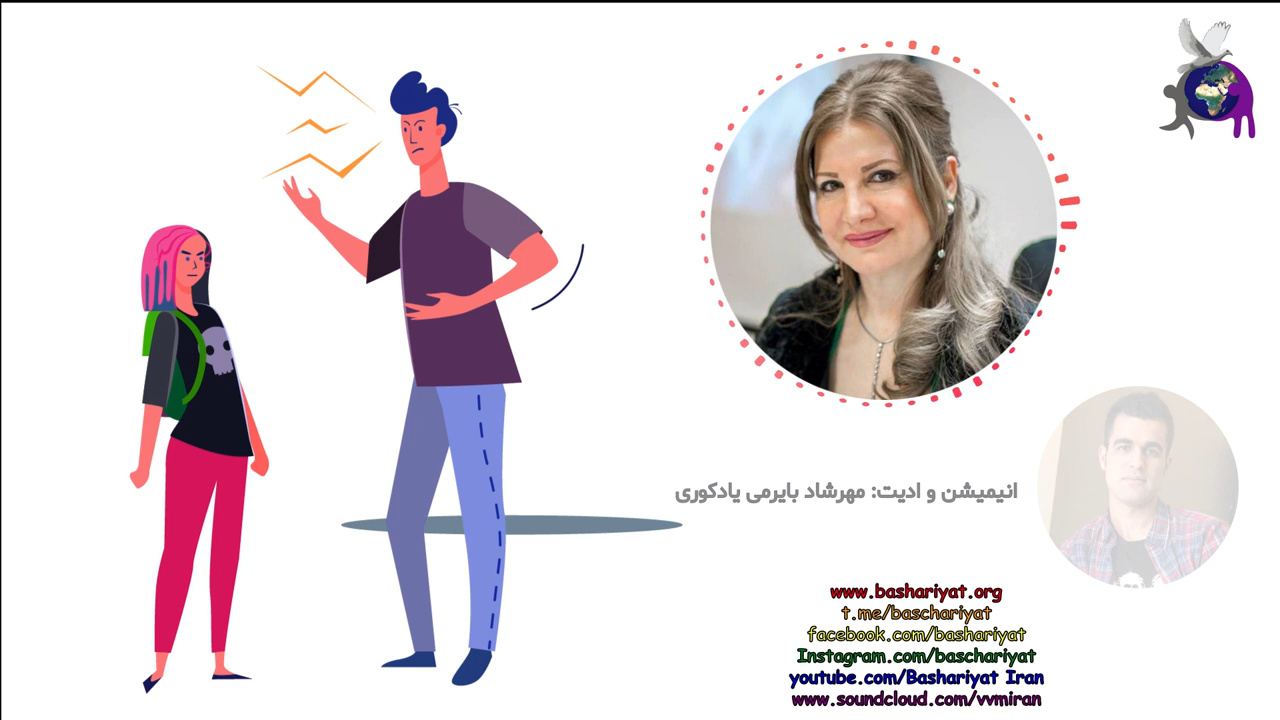 انیمیشن و ادیت: مهرشاد بایرمی یادکوری
www.bashariyat.org
t.me/baschariyat
facebook.com/bashariyat
Instagram.com/baschariyat
youtube.com/Bashariyat Iran
www.soundcloud.com/vvmiran